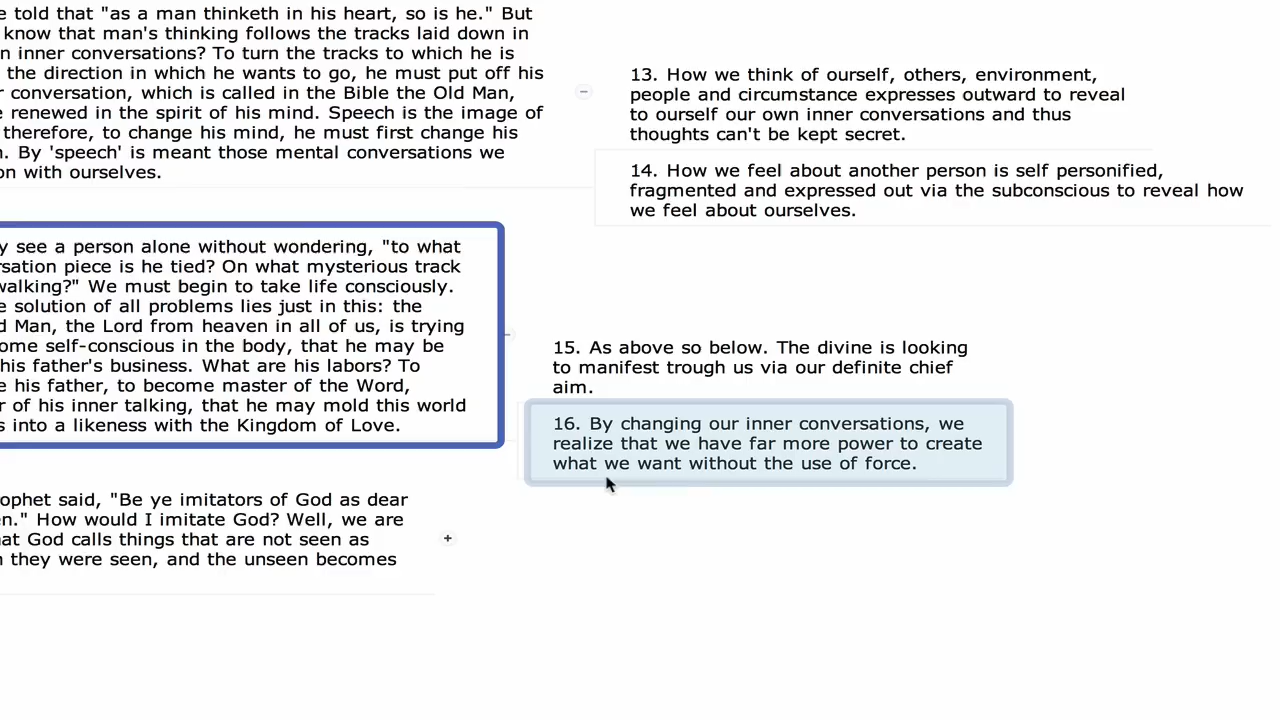 e told that "as a man thinketh in his heart, so is he." But
know that man's thinking follows the tracks laid down in
n inner conversations? To turn the tracks to which he is
the direction in which he wants to go, he must put off his
r conversation, which is called in the Bible the Old Man,
e renewed in the spirit of his mind. Speech is the image of
therefore, to change his mind, he must first change his
. By 'speech' is meant those mental conversations we
on with ourselves.
13. How we think of ourself, others, environment,
people and circumstance expresses outward to reveal
to ourself our own inner conversations and thus
thoughts can't be kept secret.
14. How we feel about another person is self personified,
fragmented and expressed out via the subconscious to reveal how
we feel about ourselves.
y see a person alone without wondering, "to what
rsation piece is he tied? On what mysterious track
walking?" We must begin to take life consciously.
e solution of all problems lies just in this: the
d Man, the Lord from heaven in all of us, is trying
ome self-conscious in the body, that he may be
his father's business. What are his labors? To
e his father, to become master of the Word,
r of his inner talking, that he may mold this world
s into a likeness with the Kingdom of Love.
15. As above so below. The divine is looking
to manifest trough us via our definite chief
aim.
16. By changing our inner conversations, we
realize that we have far more power to create
what we want without the use of force.
ophet said, "Be ye imitators of God as dear
en." How would I imitate God? Well, we are
at God calls things that are not seen as
they were seen, and the unseen becomes